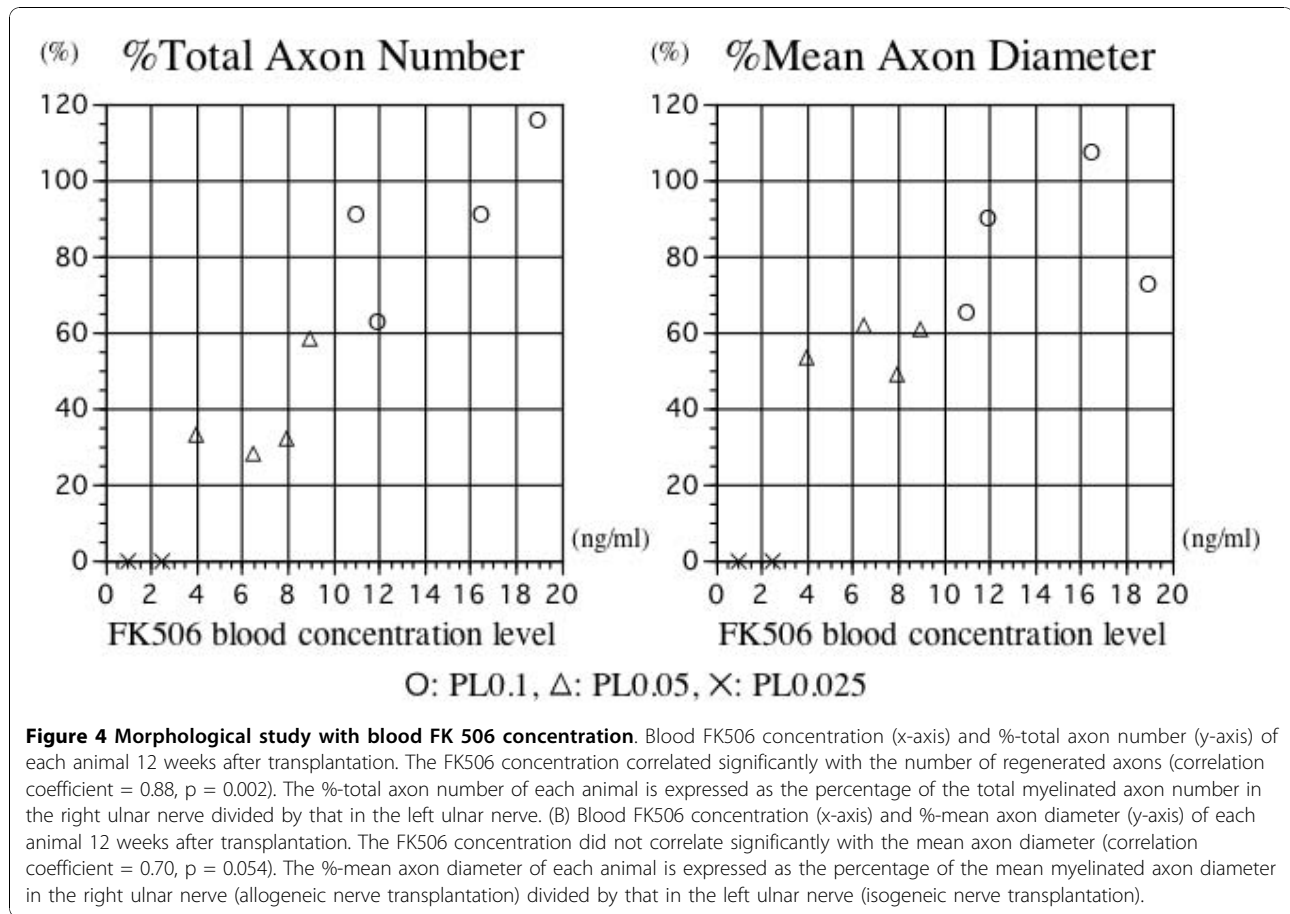 (%) %Total Axon Number
120
100
80
60
40
20
0
0 2 4 6 8 10 12 14 16 18 20
(ng/ml)
FK506 blood concentration level
(%) %Mean Axon Diameter
120
100
80
60
40
20
0
0 2 4 6 8 10 12 14 16 18 20
(ng/ml)
FK506 blood concentration level
O: PL0.1, Δ: PL0.05, ×: PL0.025
Figure 4 Morphological study with blood FK 506 concentration. Blood FK506 concentration (x-axis) and %-total axon number (y-axis) of
each animal 12 weeks after transplantation. The FK506 concentration correlated significantly with the number of regenerated axons (correlation
coefficient = 0.88, p = 0.002). The %-total axon number of each animal is expressed as the percentage of the total myelinated axon number in
the right ulnar nerve divided by that in the left ulnar nerve. (B) Blood FK506 concentration (x-axis) and %-mean axon diameter (y-axis) of each
animal 12 weeks after transplantation. The FK506 concentration did not correlate significantly with the mean axon diameter (correlation
coefficient = 0.70, p = 0.054). The %-mean axon diameter of each animal is expressed as the percentage of the mean myelinated axon diameter
in the right ulnar nerve (allogeneic nerve transplantation) divided by that in the left ulnar nerve (isogeneic nerve transplantation).